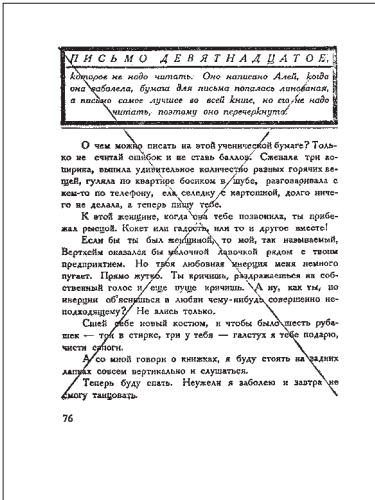 ПИСЬМО ДЕВЯТНАДЦАТОЕ,
которое не надо читать. Оно написано Алей, когда
она заболела, бумага для письма попалась линованая,
а письмо самое лучшее во всей книге, но его не надо
читать, поэтому оно перечеркнуто.
О чем можно писать на этой ученической бумаге? Толь-
ко не считай ошибок и не ставь баллов. Съела три ас-
пирина, выпила удивительное количество разных горячих ве-
щей, гуляла по квартире босиком в шубе, разговаривала с
кем-то по телефону, ела селедку с картошкой, долго ниче-
го не делала, а теперь пишу тебе.
К этой женщине, когда она тебе позвонила, ты прибе-
жал рысцой. Кокет или гадость, или то и другое вместе!
Если бы ты был женщиной, то мой, так называемый,
Вертхейм оказался бы мелочной лавочкой рядом с твоим
предприятием. Но твоя любовная инерция меня немного
пугает. Прямо жутко. Ты кричишь, раздражаешься на соб-
ственный голос и еще пуще кричишь. А ну, как ты, по
инерции об'яснишься в любви чему-нибудь совершенно не-
подходящему? Не злись только.
Сшей себе новый костюм, и чтобы было шесть руба-
шек — три в стирке, три у тебя — галстух я тебе подарю,
чисти сапоги.
А со мной говори о книжках, я буду стоять на задних
лапках совсем вертикально и слушаться.
Теперь буду спать. Неужели я заболею и завтра не
смогу танцовать.
76